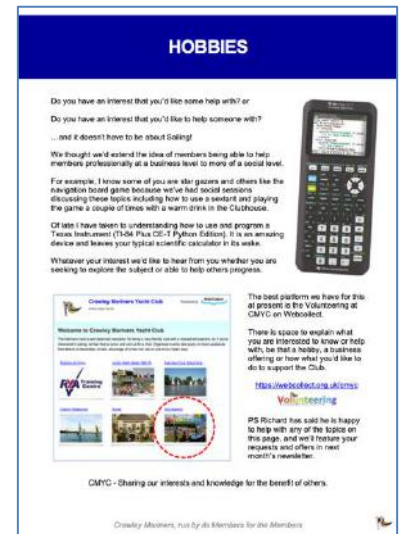 HOBBIES
Do you have an interest that you'd like some help with? or
Do you have an interest that you'd like to help someone with?
... and it doesn't have to be about Sailing!
We thought we'd extend the idea of members being able to help
members professionally at a business level to more of a social level.
For example, I know some of you are star gazers and others like the
navigation board game because we've had social sessions
discussing these topics including how to use a sextant and playing
the game a couple of times with a warm drink in the Clubhouse.
Of late I have taken to understanding how to use and program a
Texas Instrument (TI-84 Plus CE-T Python Edition). It is an amazing
device and leaves your typical scientific calculator in its wake.
Whatever your interest we'd like to hear from you whether you are
seeking to explore the subject or able to help others progress.
Crawley Mariners Yacht Club
Welcome to Crawley Mariners Yacht Club
RYA Training Centre
The best platform we have for this
at present is the Volunteering at
CMYC on Webcollect.
There is space to explain what
you are interested to know or help
with, be that a hobby, a business
offering or how what you'd like to
do to support the Club.
https://webcollect.org.uk/cmyc
Volunteering
PS Richard has said he is happy
to help with any of the topics on
this page, and we'll feature your
requests and offers in next
month's newsletter.
CMYC - Sharing our interests and knowledge for the benefit of others.
Crawley Mariners, run by its Members for the Members